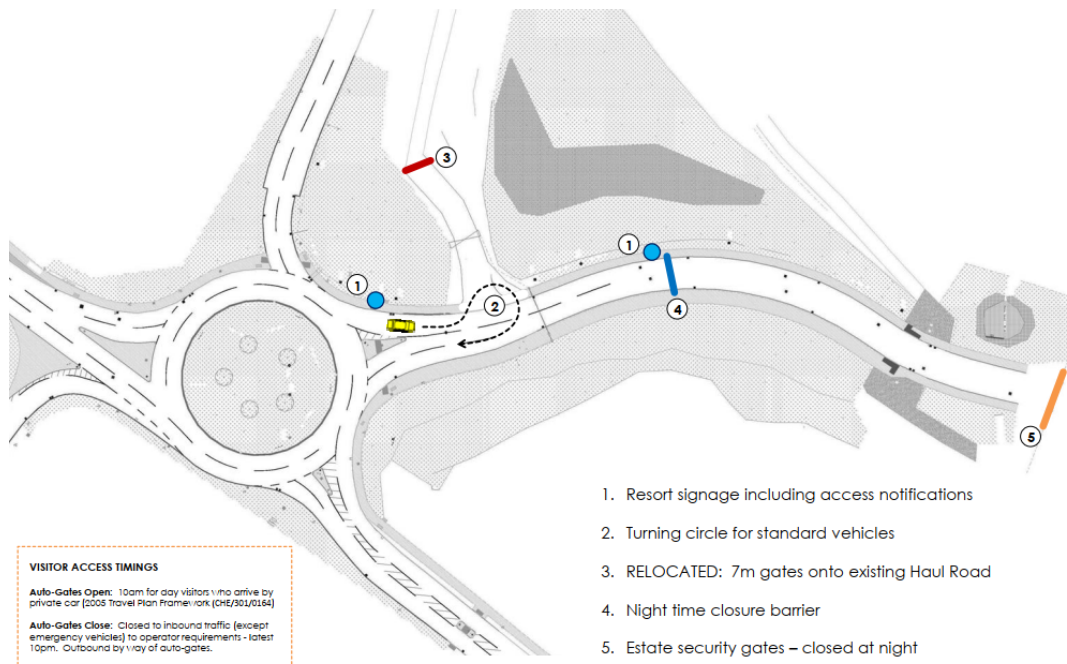 3
1
1
2
4
5
1. Resort signage including access notifications
2. Turning circle for standard vehicles
3. RELOCATED: 7m gates onto existing Haul Road
4. Night time closure barrier
5. Estate security gates – closed at night
VISITOR ACCESS TIMINGS
Auto-Gates Open: 10am for day visitors who arrive by
private car (2005 Travel Plan Framework (CHE/301/0164)
Auto-Gates Close: Closed to inbound traffic (except
emergency vehicles) to operator requirements - latest
10pm. Outbound by way of auto-gates.